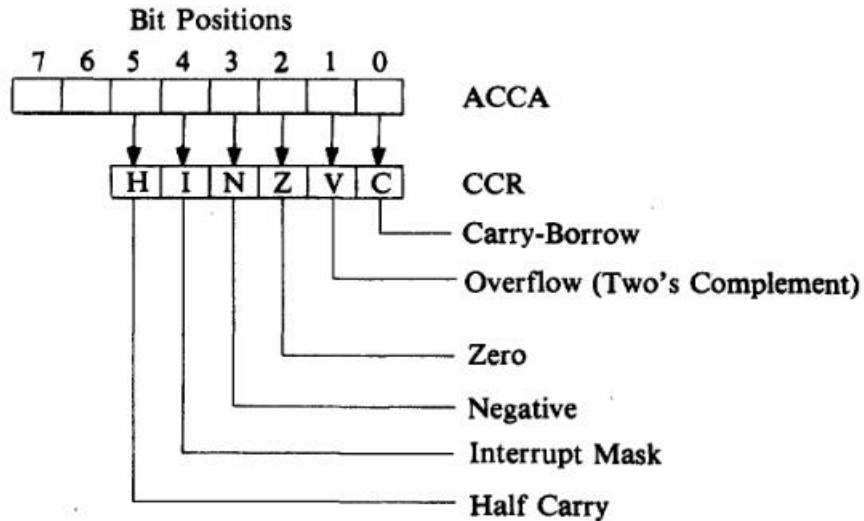 Bit Positions
7 6 5 4 3 2 1 0
ACCA
H I N Z V C
CCR
Carry-Borrow
Overflow (Two's Complement)
Zero
Negative
Interrupt Mask
Half Carry